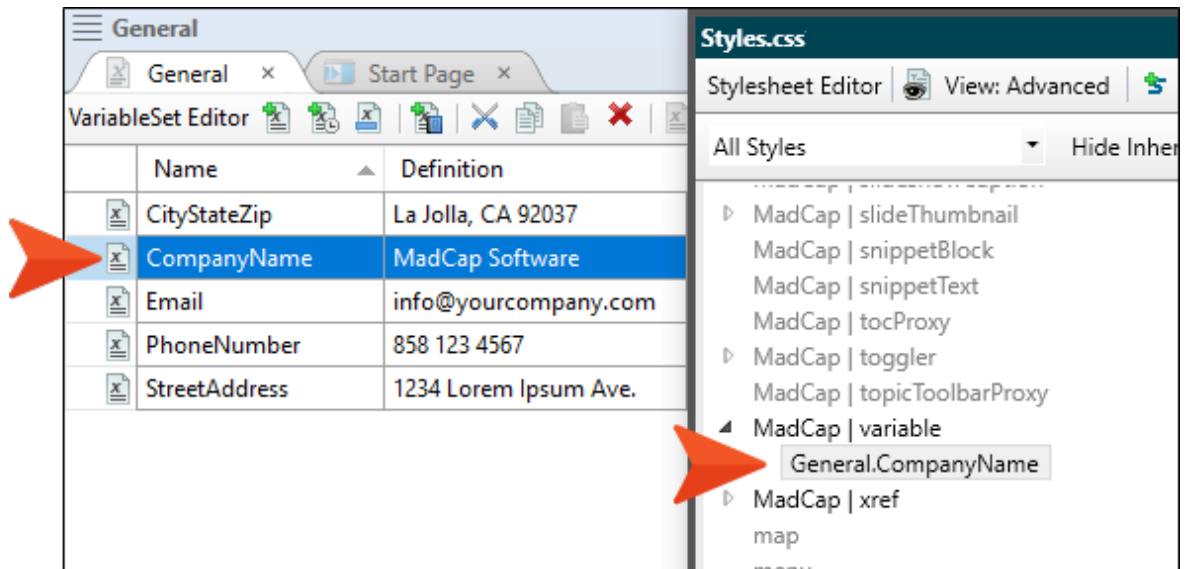 General
General × Start Page ×
VariableSet Editor
Name Definition
CityStateZip La Jolla, CA 92037
CompanyName MadCap Software
Email info@yourcompany.com
PhoneNumber 858 123 4567
StreetAddress 1234 Lorem Ipsum Ave.
Styles.css
Stylesheet Editor View: Advanced
All Styles Hide Inher
MadCap | slideThumbnail
MadCap | snippetBlock
MadCap | snippetText
MadCap | tocProxy
MadCap | toggler
MadCap | topicToolbarProxy
MadCap | variable
General.CompanyName
MadCap | xref
map